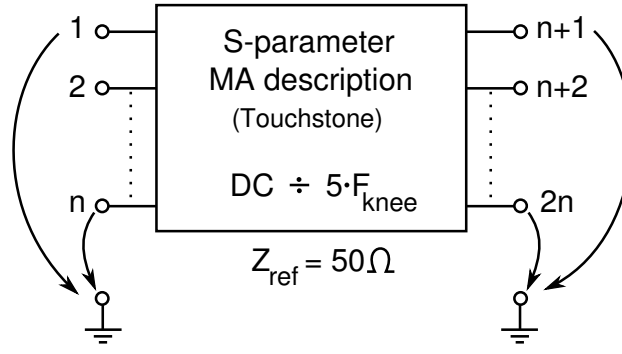 1
n+1
S-parameter
MA description
(Touchstone)
2
n+2
DC ÷ 5·F_knee
n
2n
Z_ref = 50Ω